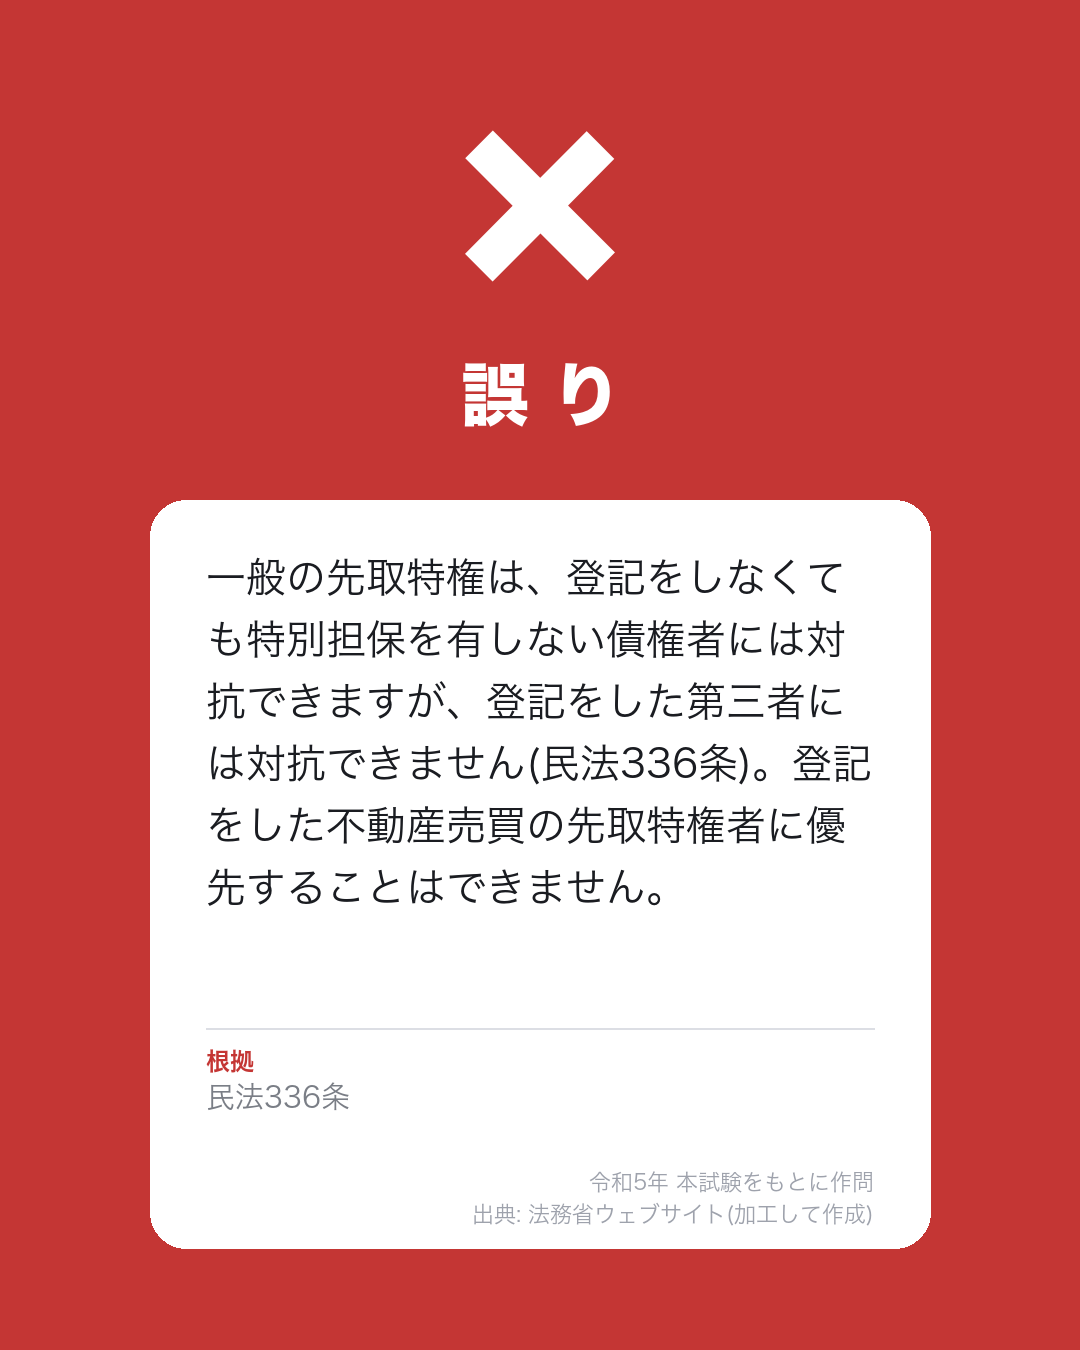 誤り
一般の先取特権は、登記をしなくて
も特別担保を有しない債権者には対
抗できますが、登記をした第三者に
は対抗できません(民法336条)。登記
をした不動産売買の先取特権者に優
先することはできません。
根拠
民法336条
令和5年 本試験をもとに作問
出典: 法務省ウェブサイト(加工して作成)